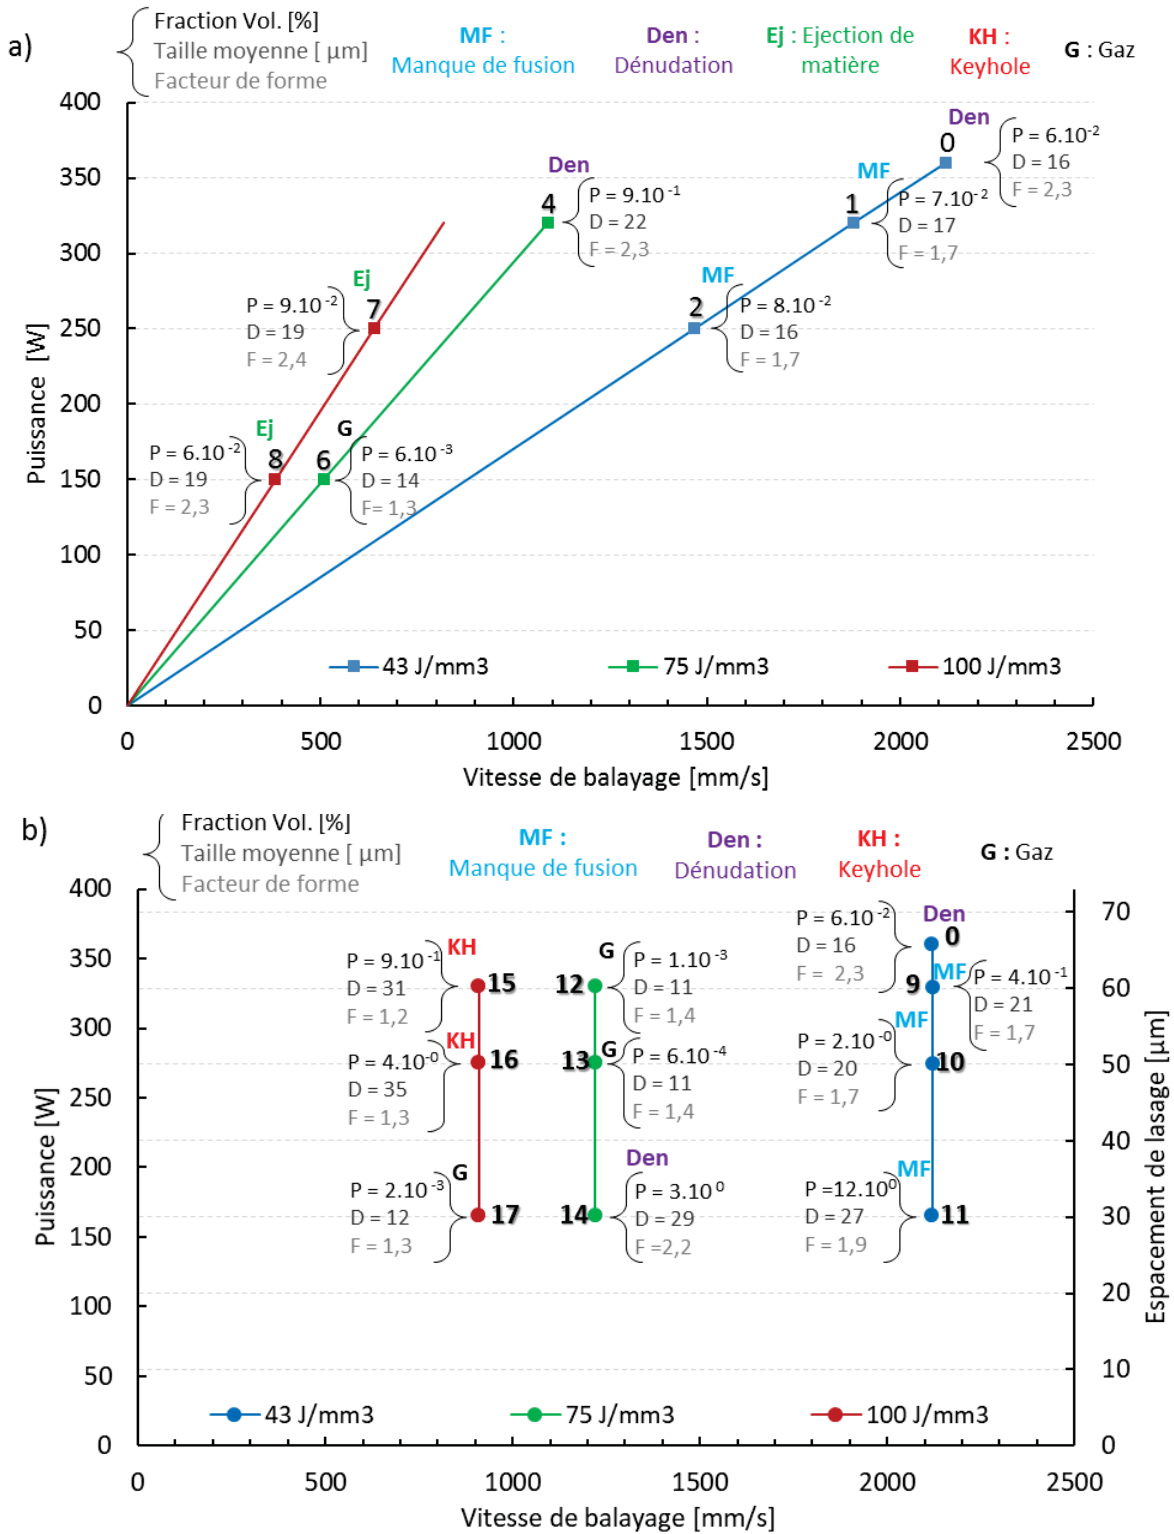 a)
Fraction Vol. [%]
Taille moyenne [ µm]
Facteur de forme
MF :
Manque de fusion
Den :
Dénudation
Ej : Ejection de
matière
KH :
Keyhole
G : Gaz
400
350
300
250
200
150
100
50
0
Puissance [W]
Den
0
P = 6.10⁻²
D = 16
F = 2,3
MF
1
P = 7.10⁻²
D = 17
F = 1,7
Den
4
P = 9.10⁻¹
D = 22
F = 2,3
MF
2
P = 8.10⁻²
D = 16
F = 1,7
Ej
7
P = 9.10⁻²
D = 19
F = 2,4
Ej
8
P = 6.10⁻²
D = 19
F = 2,3
G
6
P = 6.10⁻³
D = 14
F= 1,3
43 J/mm3
75 J/mm3
100 J/mm3
0
500
1000
1500
2000
2500
Vitesse de balayage [mm/s]
b)
Fraction Vol. [%]
Taille moyenne [ µm]
Facteur de forme
MF :
Manque de fusion
Den :
Dénudation
KH :
Keyhole
G : Gaz
400
350
300
250
200
150
100
50
0
Puissance [W]
KH
15
P = 9.10⁻¹
D = 31
F = 1,2
KH
16
P = 4.10⁻⁰
D = 35
F = 1,3
G
17
P = 2.10⁻³
D = 12
F = 1,3
G
12
P = 1.10⁻³
D = 11
F = 1,4
G
13
P = 6.10⁻⁴
D = 11
F = 1,4
Den
14
P = 3.10⁰
D = 29
F =2,2
Den
0
P = 6.10⁻²
D = 16
F = 2,3
MF
9
P = 4.10⁻¹
D = 21
F = 1,7
MF
10
P = 2.10⁻⁰
D = 20
F = 1,7
MF
11
P =12.10⁰
D = 27
F = 1,9
70
60
50
40
30
20
10
0
Espacement de lasage [µm]
43 J/mm3
75 J/mm3
100 J/mm3
0
500
1000
1500
2000
2500
Vitesse de balayage [mm/s]